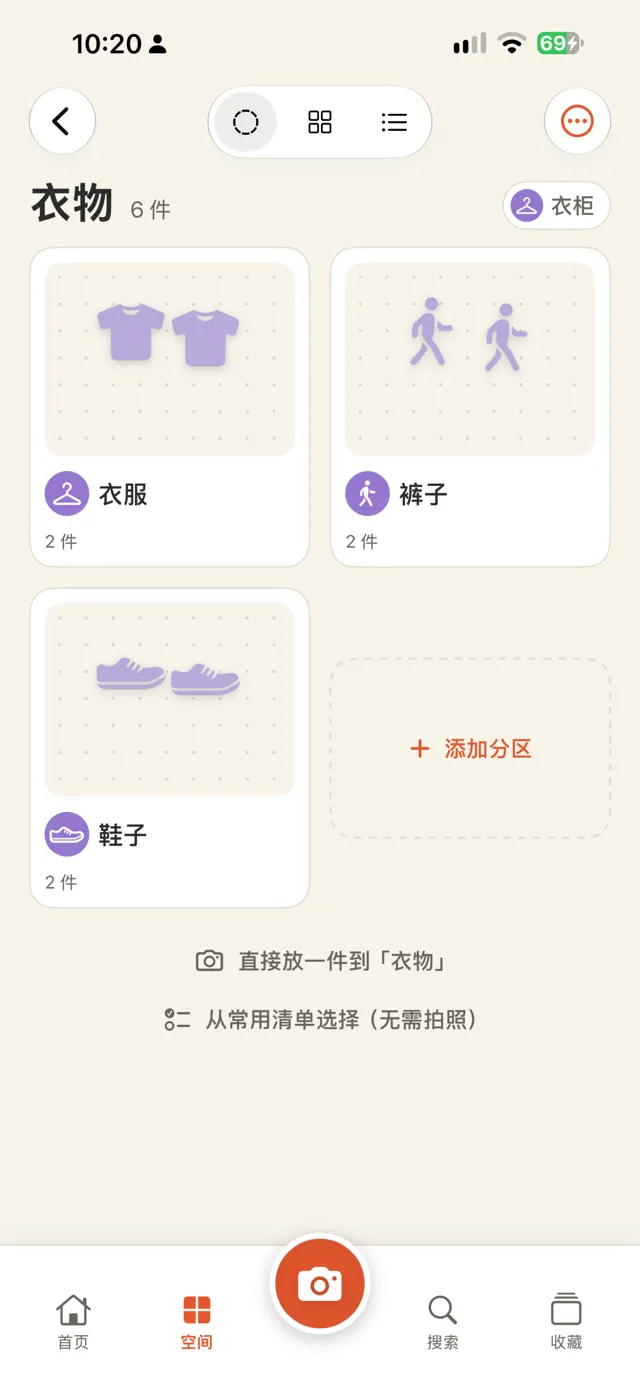 10:20
69
衣物 6 件
衣柜
衣服
2 件
裤子
2 件
鞋子
2 件
+ 添加分区
直接放一件到「衣物」
从常用清单选择（无需拍照）
首页
空间
搜索
收藏